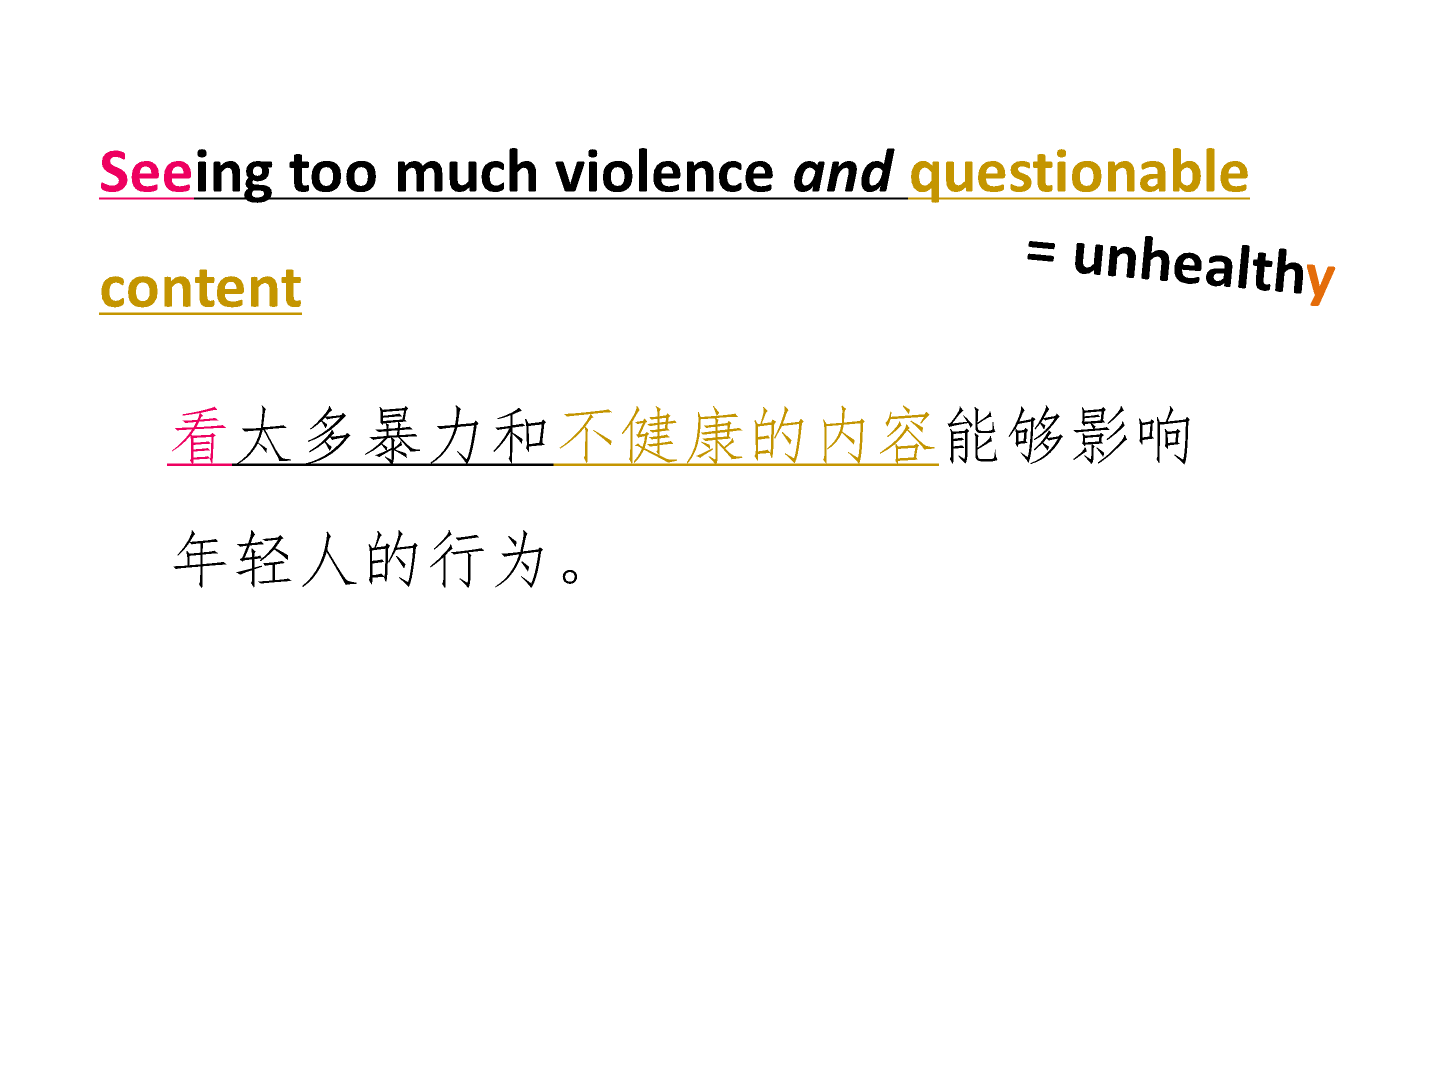 Seeing too much violence and questionable
= unhealthy
content
看太多暴力和不健康的内容能够影响
年轻人的行为。